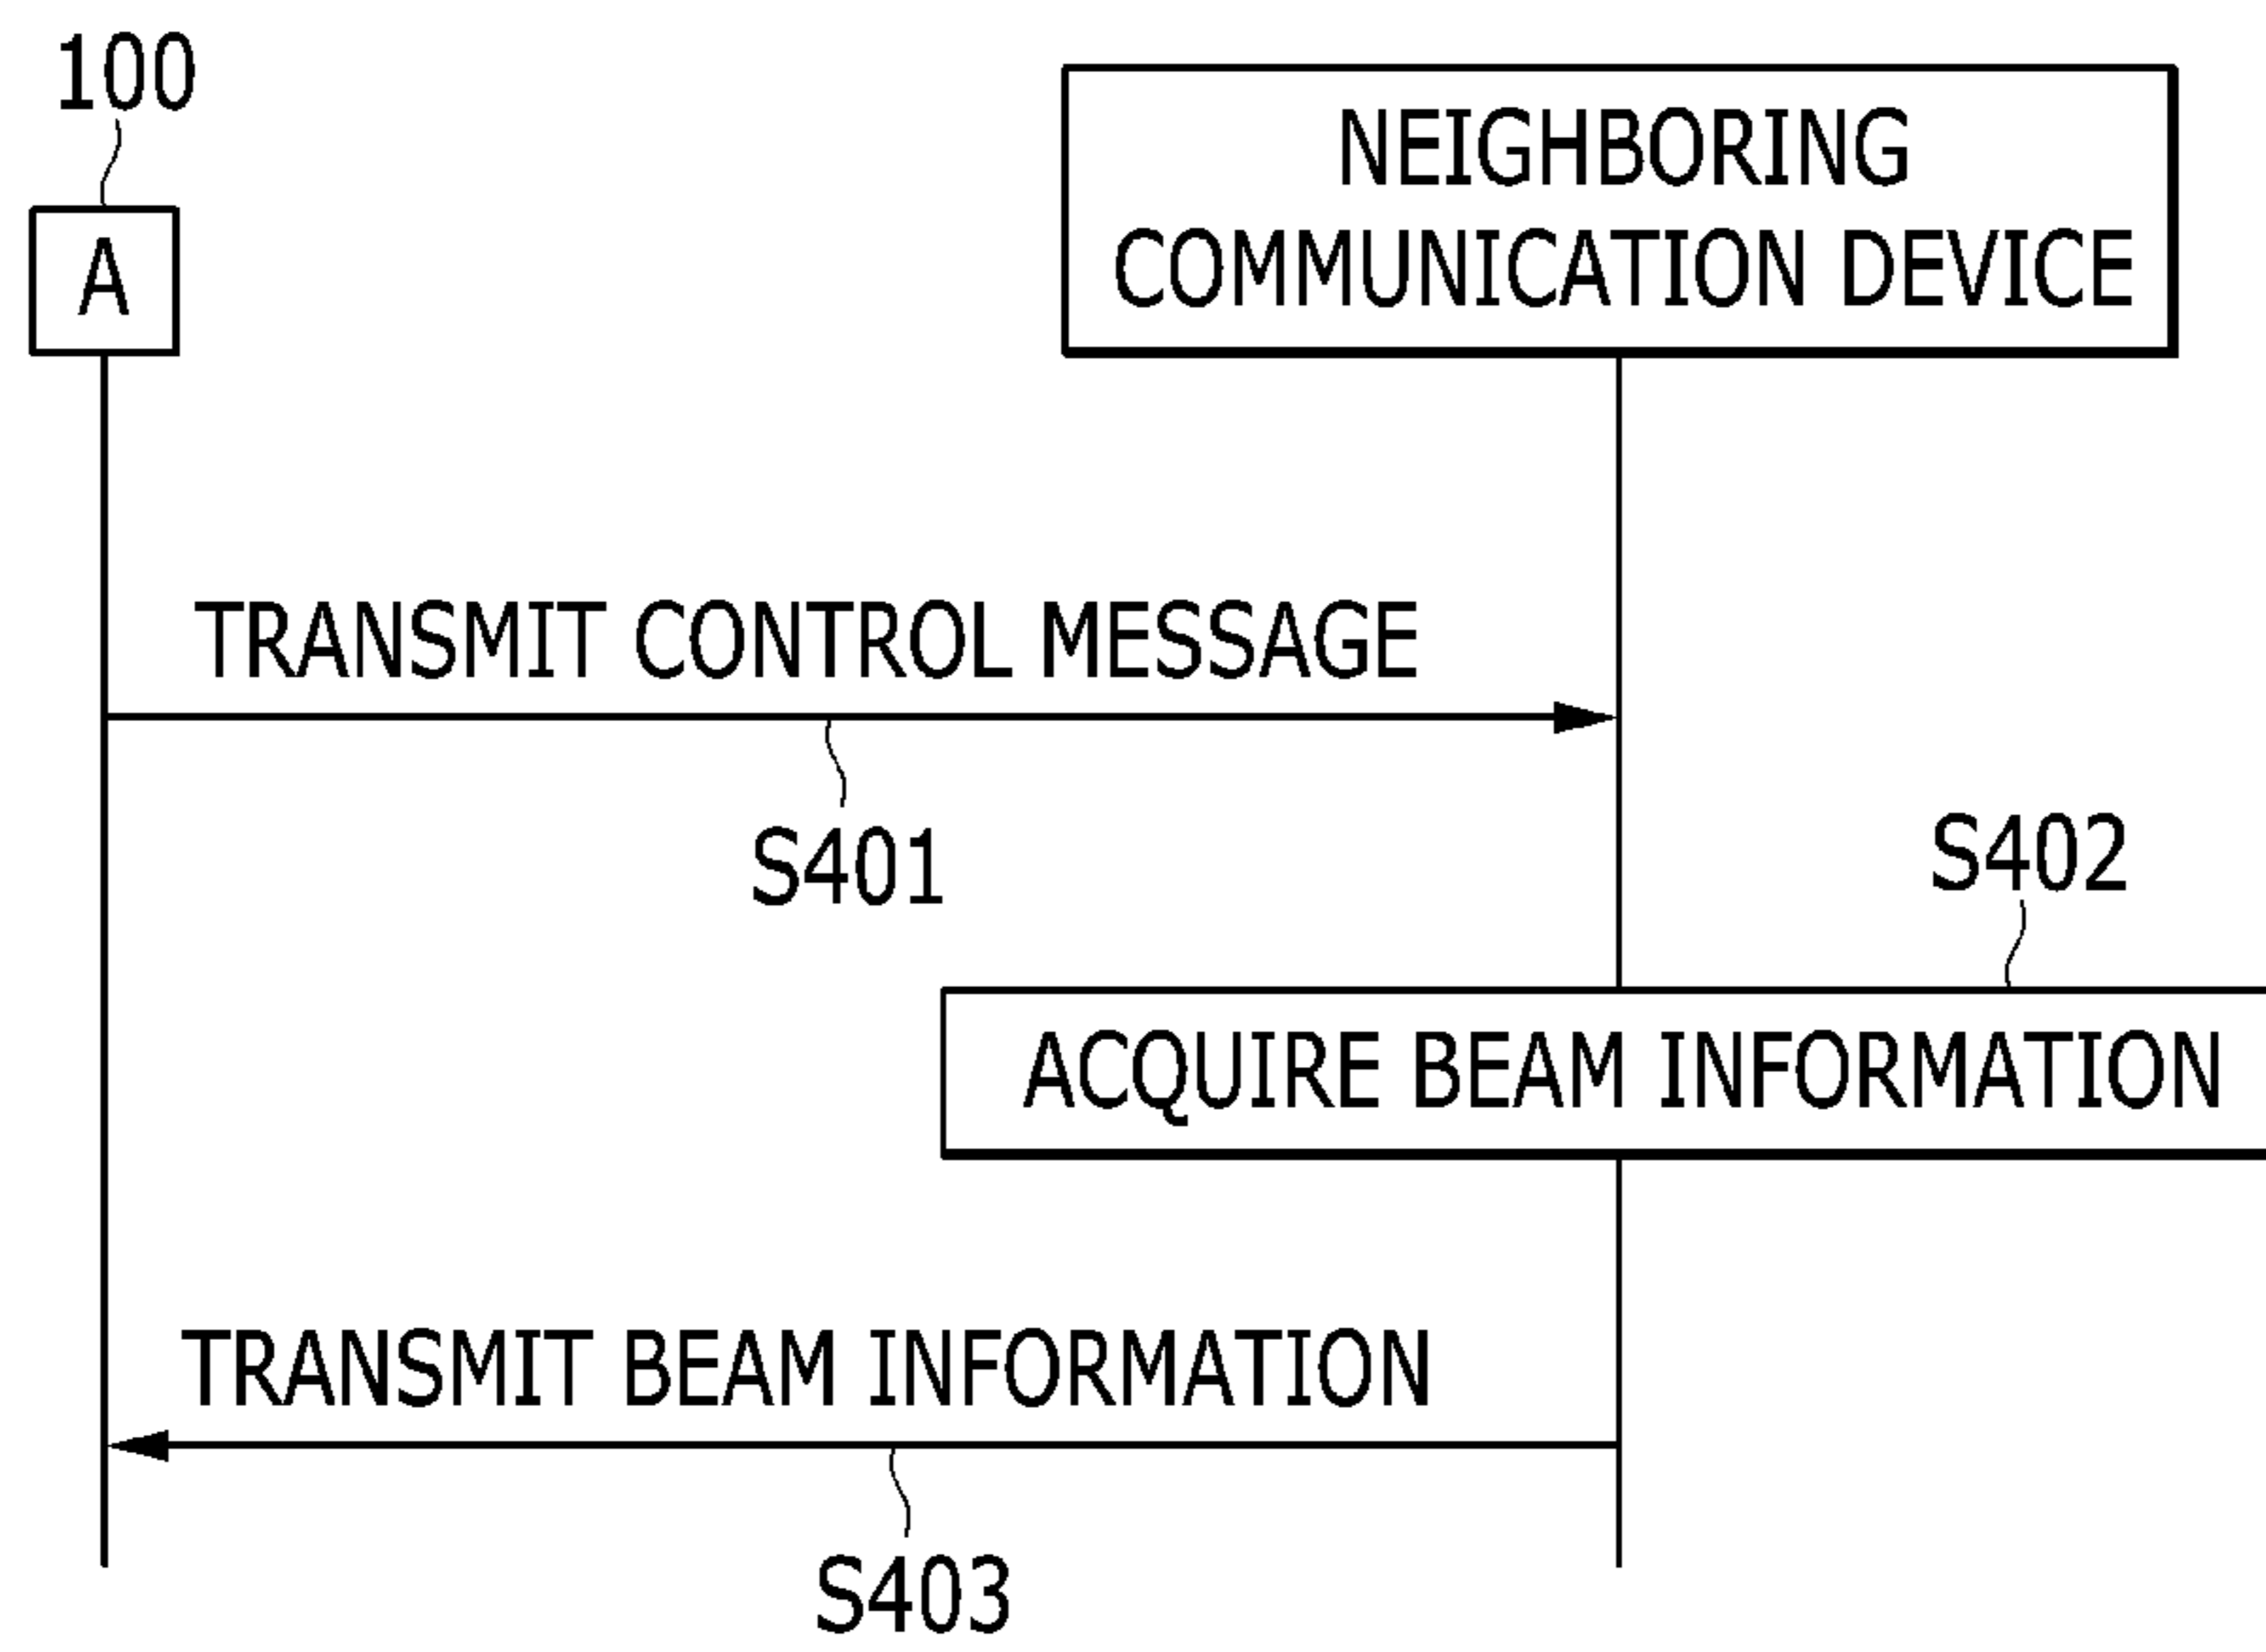 100
A
NEIGHBORING
COMMUNICATION DEVICE
TRANSMIT CONTROL MESSAGE
S401
S402
ACQUIRE BEAM INFORMATION
TRANSMIT BEAM INFORMATION
S403